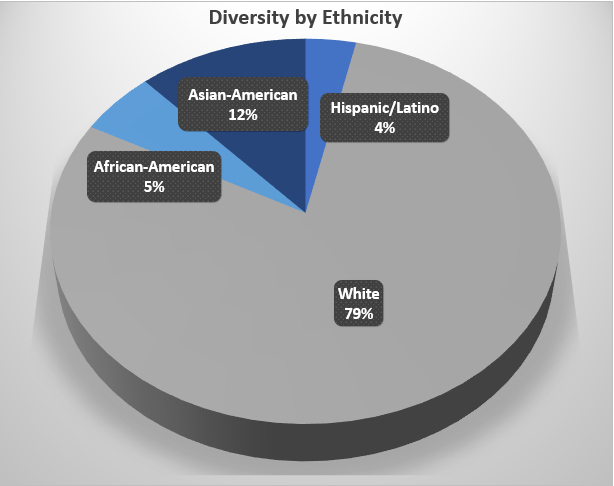 Diversity by Ethnicity
Asian-American
12%
Hispanic/Latino
4%
African-American
5%
White
79%